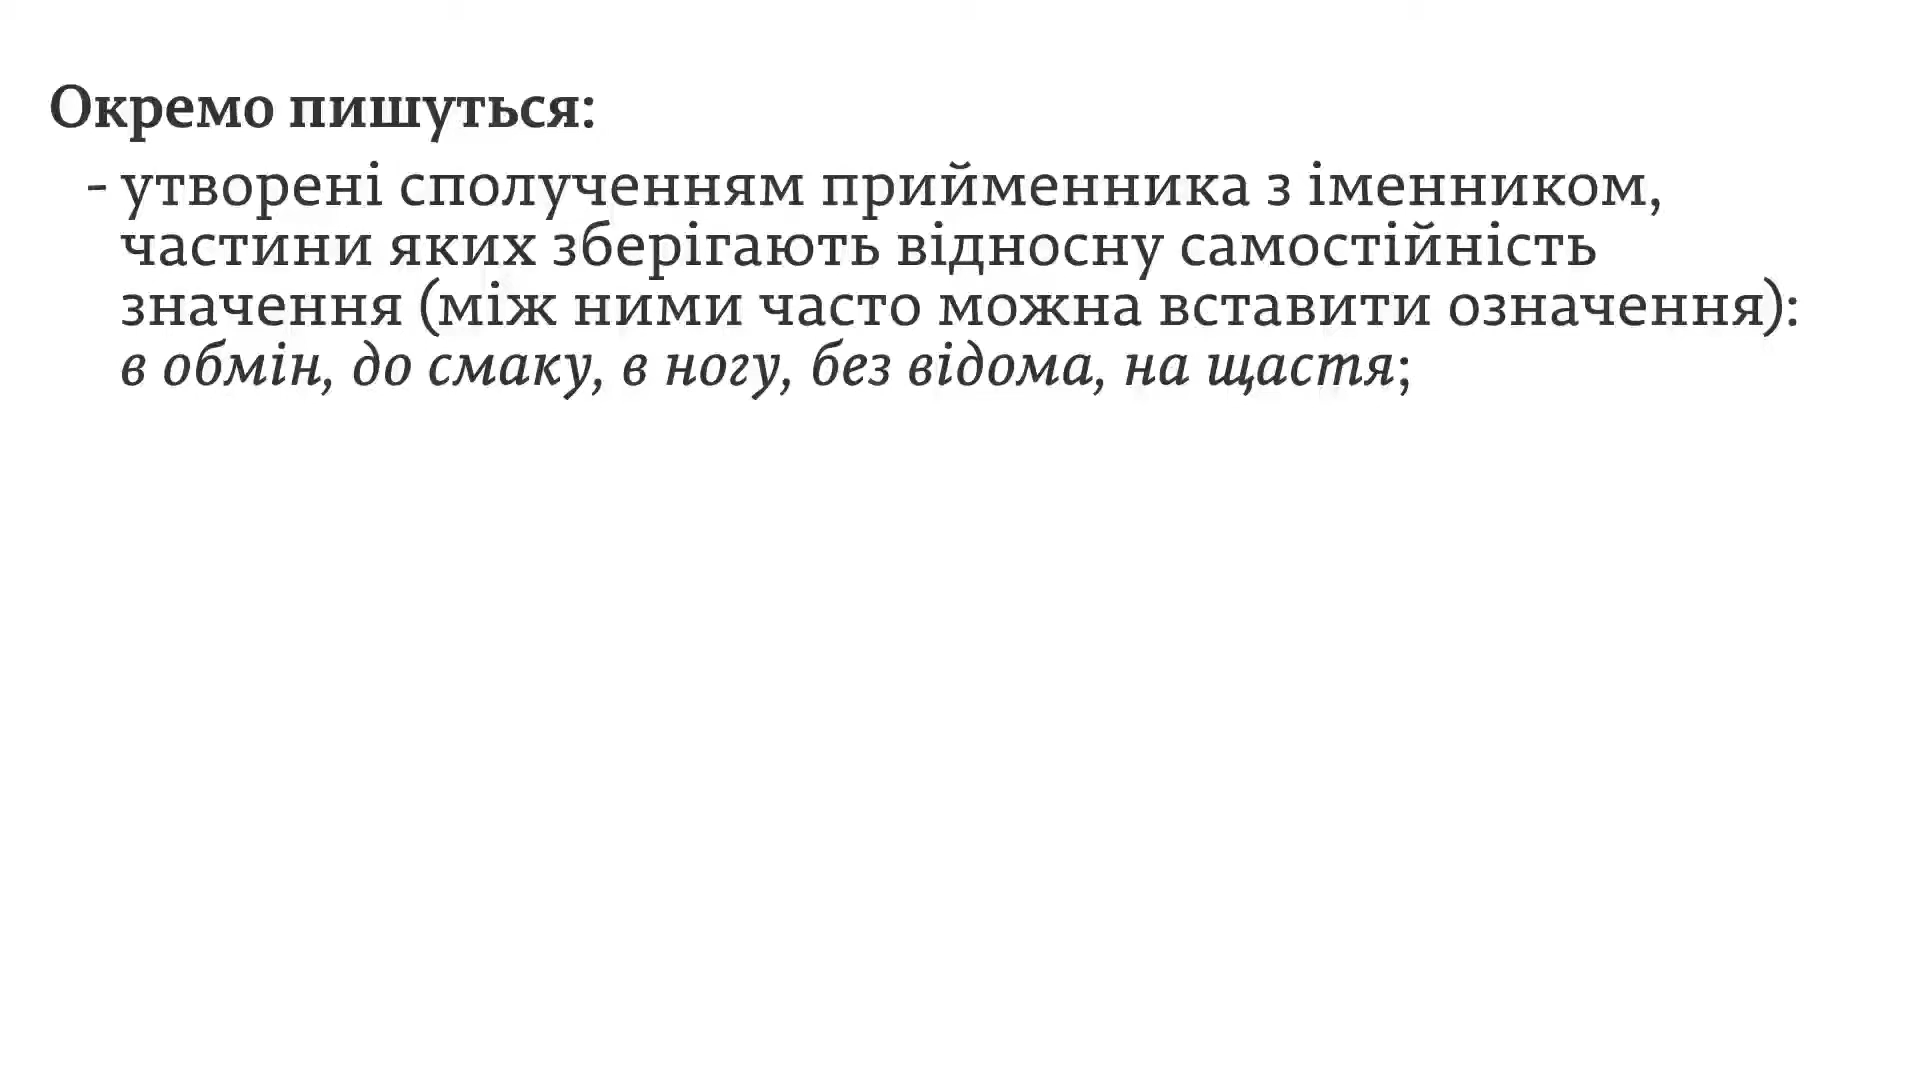 Окремо пишуться:
- утворені сполученням прийменника з іменником,
частини яких зберігають відносну самостійність
значення (між ними часто можна вставити означення):
в обмін, до смаку, в ногу, без відома, на щастя;